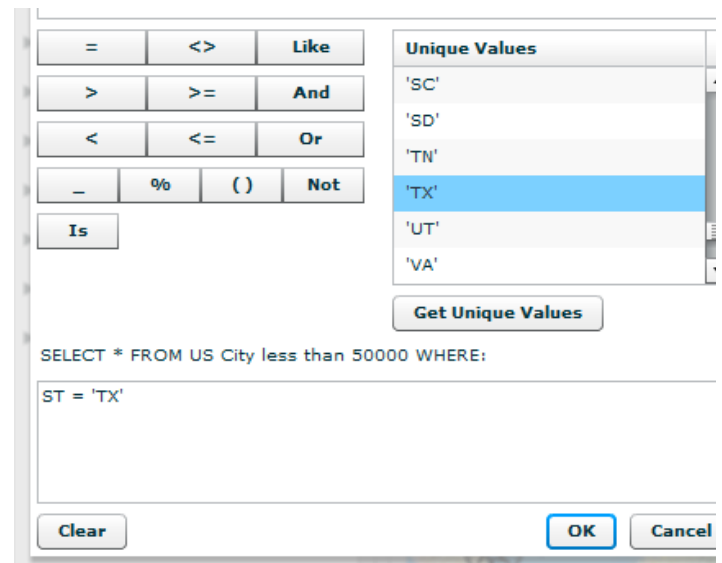 = <> Like
> >= And
< <= Or
_ % ( ) Not
Is
Unique Values
'SC'
'SD'
'TN'
'TX'
'UT'
'VA'
Get Unique Values
SELECT * FROM US City less than 50000 WHERE:
ST = 'TX'
Clear OK Cancel